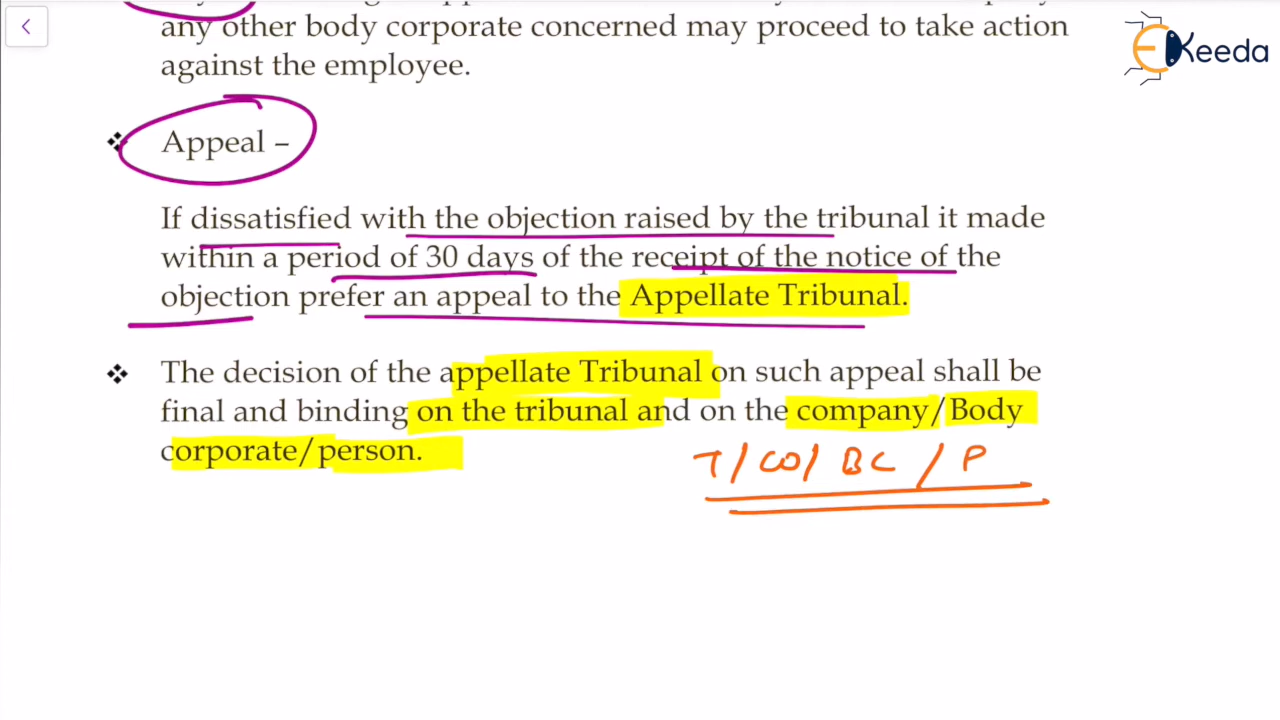 any other body corporate concerned may proceed to take action
against the employee.
EKeeda
❖ Appeal –
If dissatisfied with the objection raised by the tribunal it made
within a period of 30 days of the receipt of the notice of the
objection prefer an appeal to the Appellate Tribunal.
❖ The decision of the appellate Tribunal on such appeal shall be
final and binding on the tribunal and on the company/Body
corporate/person.
T/CO/BC/P